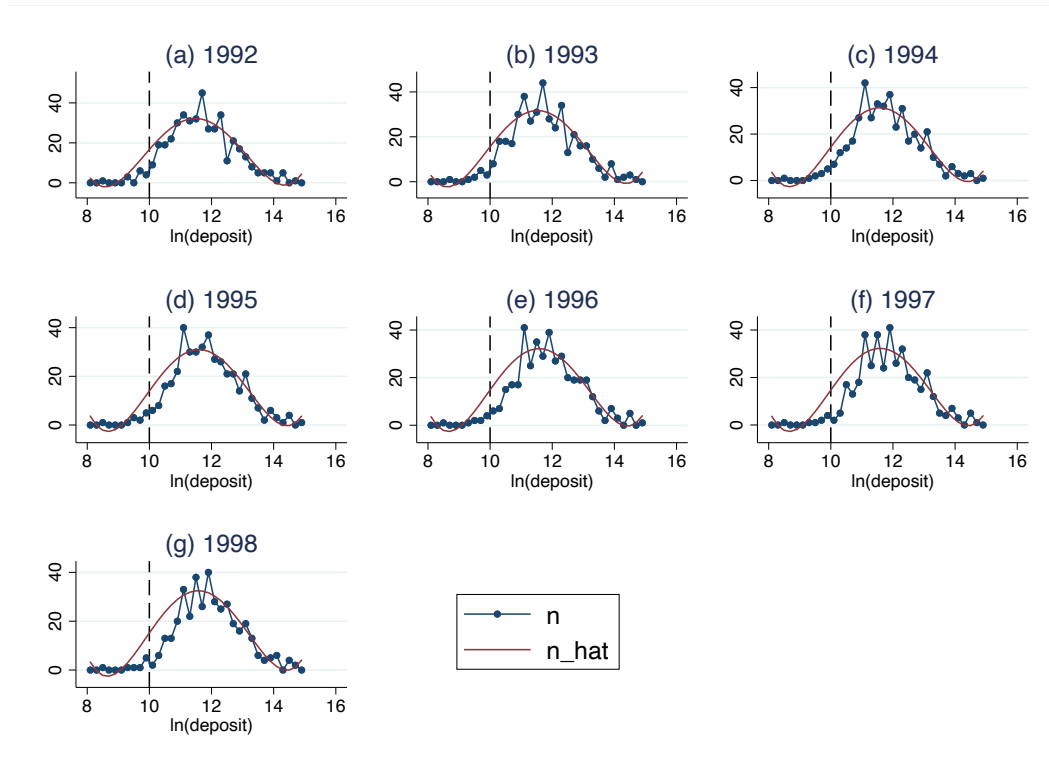 (a) 1992
(b) 1993
(c) 1994
40
20
0
8 10 12 14 16
ln(deposit)
40
20
0
8 10 12 14 16
ln(deposit)
40
20
0
8 10 12 14 16
ln(deposit)
(d) 1995
(e) 1996
(f) 1997
40
20
0
8 10 12 14 16
ln(deposit)
40
20
0
8 10 12 14 16
ln(deposit)
40
20
0
8 10 12 14 16
ln(deposit)
(g) 1998
40
20
0
8 10 12 14 16
ln(deposit)
n
n_hat